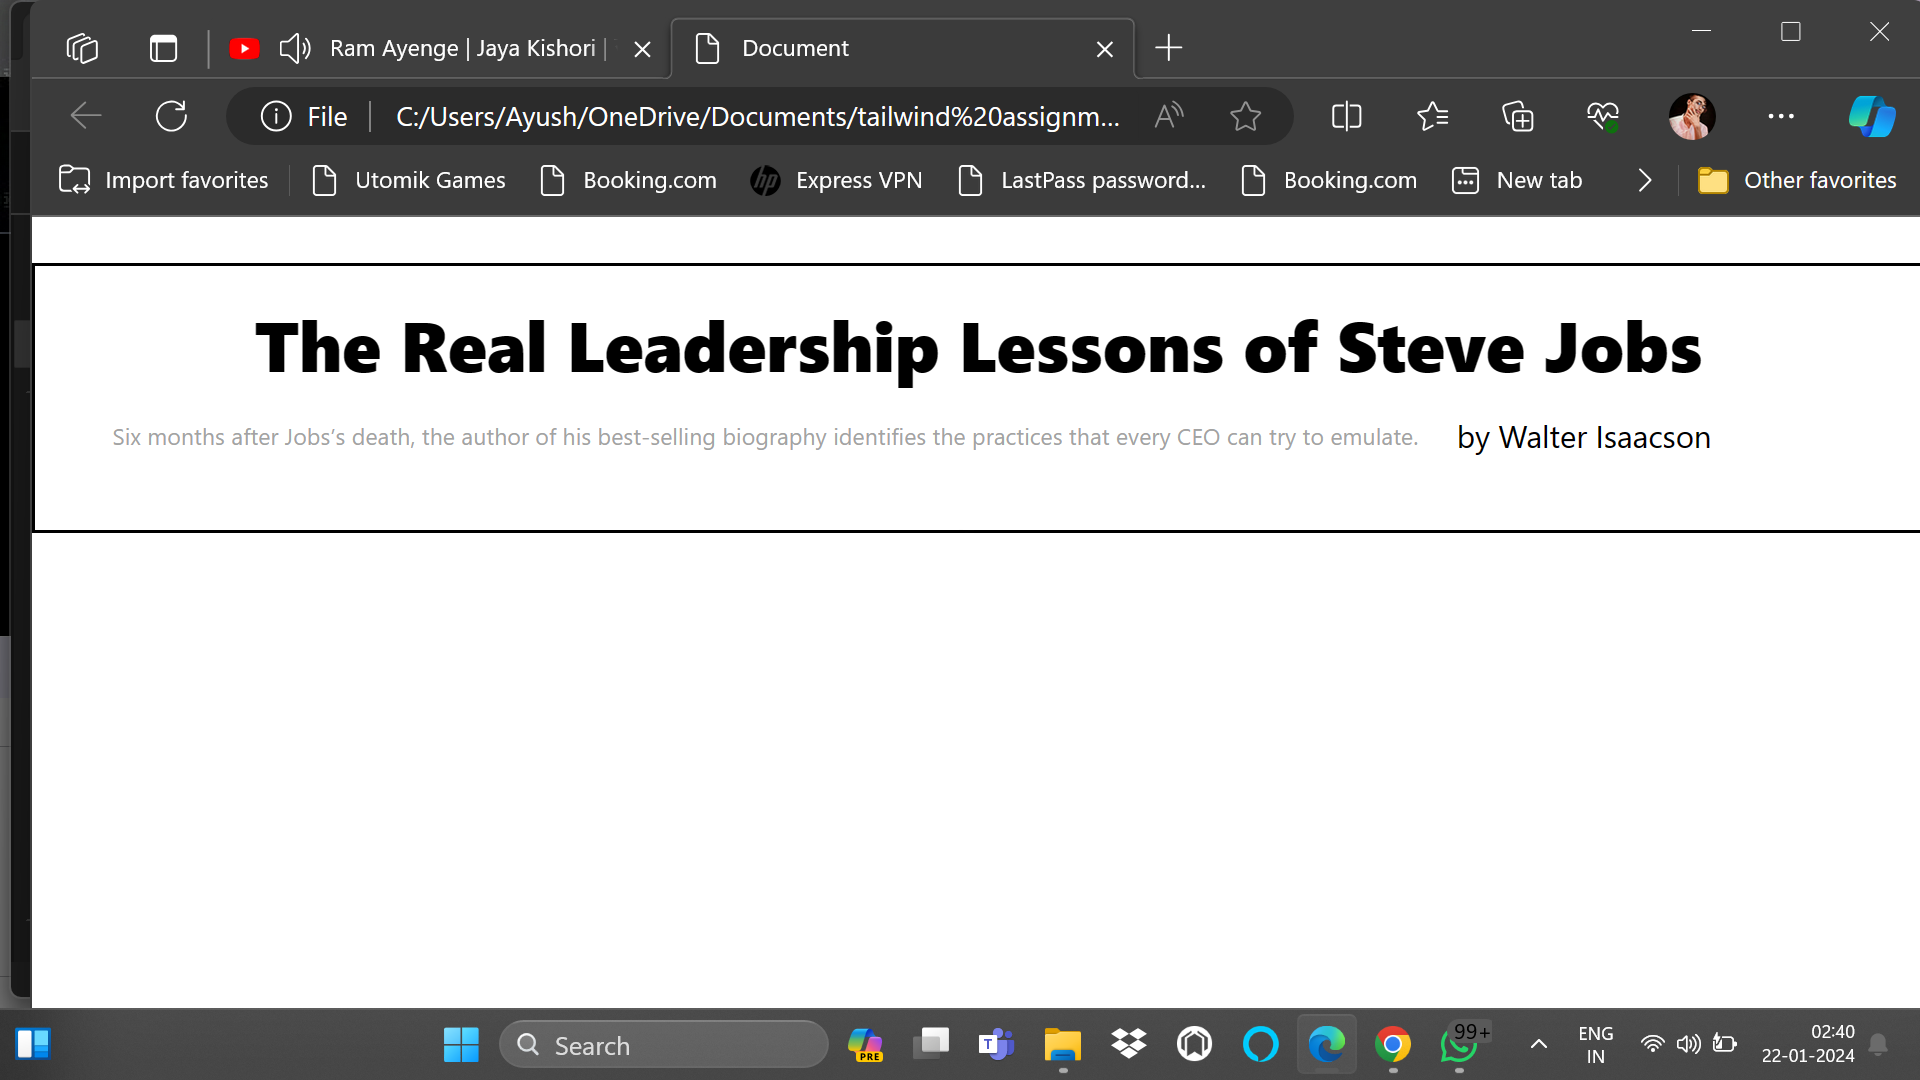 Ram Ayenge | Jaya Kishori |
Document
File
C:/Users/Ayush/OneDrive/Documents/tailwind%20assignm...
Import favorites
Utomik Games
Booking.com
hp
Express VPN
LastPass password...
Booking.com
New tab
Other favorites
The Real Leadership Lessons of Steve Jobs
Six months after Jobs’s death, the author of his best-selling biography identifies the practices that every CEO can try to emulate.
by Walter Isaacson
Search
PRE
T
99+
ENG
IN
02:40
22-01-2024